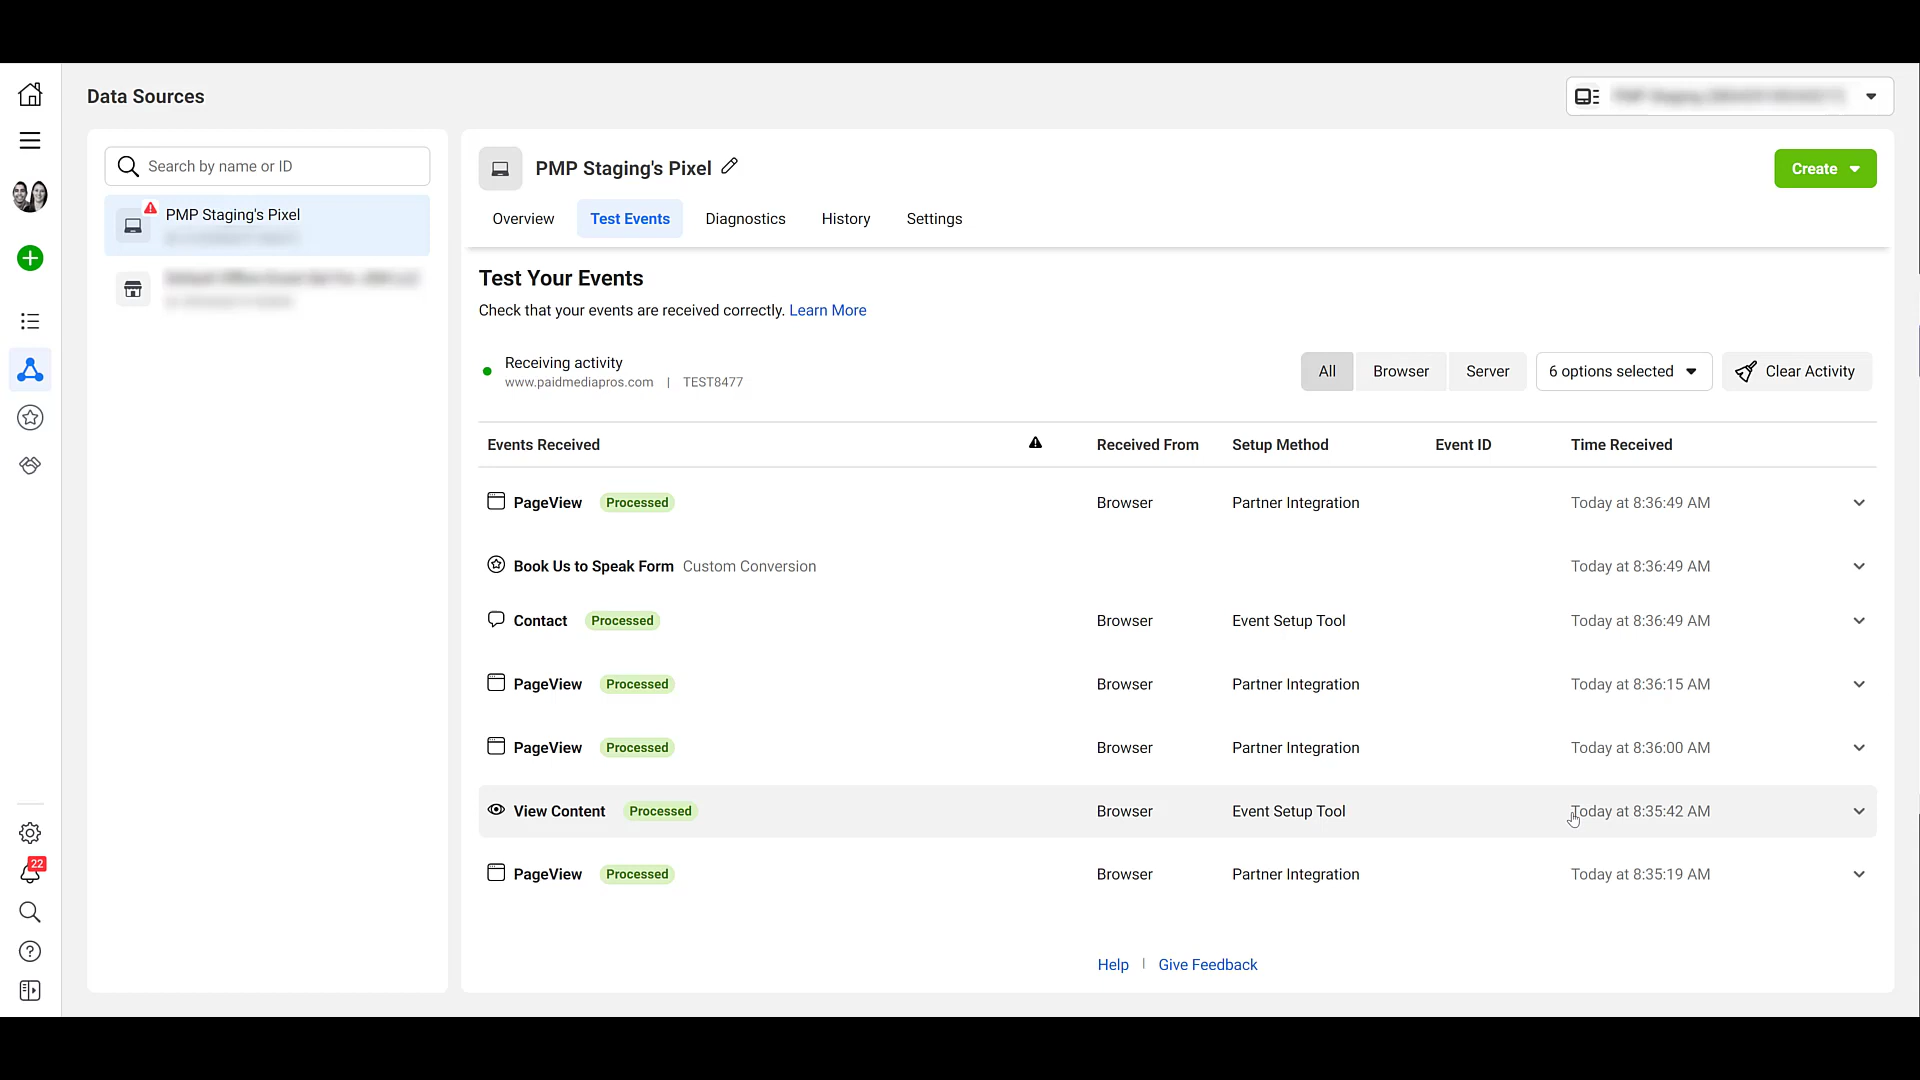 Data Sources
Search by name or ID
PMP Staging's Pixel
22
PMP Staging's Pixel
Create
Overview
Test Events
Diagnostics
History
Settings
Test Your Events
Check that your events are received correctly. Learn More
Receiving activity
www.paidmediapros.com | TEST8477
All
Browser
Server
6 options selected
Clear Activity
Events Received Received From Setup Method Event ID Time Received
PageView Processed Browser Partner Integration Today at 8:36:49 AM
Book Us to Speak Form Custom Conversion Today at 8:36:49 AM
Contact Processed Browser Event Setup Tool Today at 8:36:49 AM
PageView Processed Browser Partner Integration Today at 8:36:15 AM
PageView Processed Browser Partner Integration Today at 8:36:00 AM
View Content Processed Browser Event Setup Tool Today at 8:35:42 AM
PageView Processed Browser Partner Integration Today at 8:35:19 AM
Help | Give Feedback